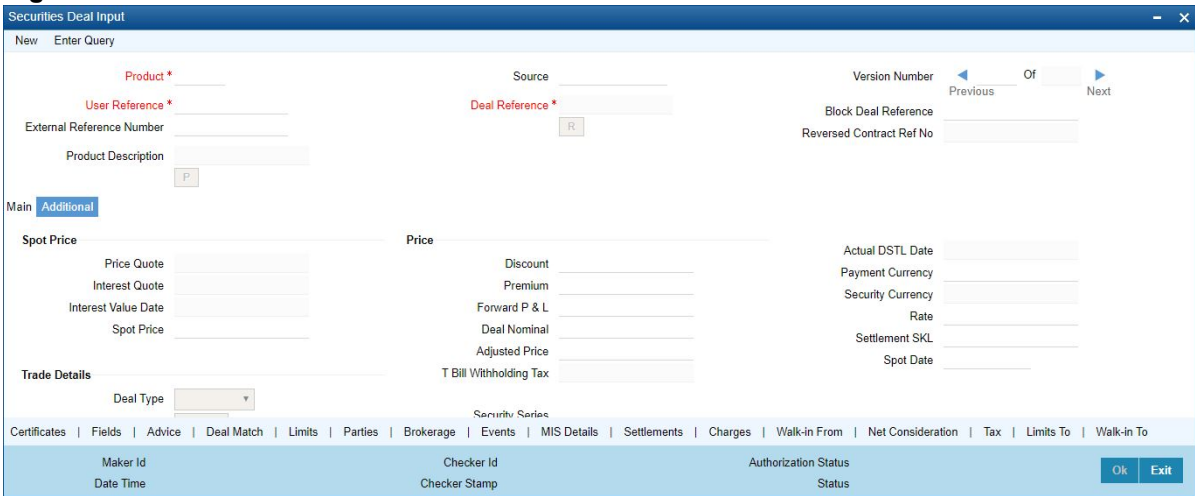 Securities Deal Input
New Enter Query
Product * Source Version Number Of
Previous Next
User Reference * Deal Reference * Block Deal Reference
External Reference Number R Reversed Contract Ref No
Product Description
P
Main Additional
Spot Price Price Actual DSTL Date
Price Quote Discount Payment Currency
Interest Quote Premium Security Currency
Interest Value Date Forward P & L Rate
Spot Price Deal Nominal Settlement SKL
Adjusted Price Spot Date
Trade Details T Bill Withholding Tax
Deal Type
Security Series
Certificates | Fields | Advice | Deal Match | Limits | Parties | Brokerage | Events | MIS Details | Settlements | Charges | Walk-in From | Net Consideration | Tax | Limits To | Walk-in To
Maker Id Checker Id Authorization Status
Date Time Checker Stamp Status
Ok Exit